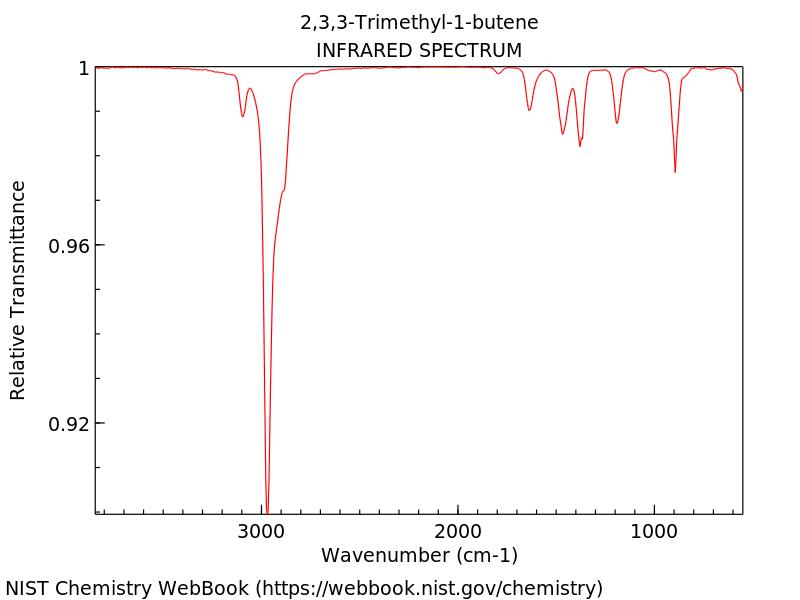 2,3,3-Trimethyl-1-butene
INFRARED SPECTRUM
1
0.96
0.92
Relative Transmittance
3000 2000 1000
Wavenumber (cm-1)
NIST Chemistry WebBook (https://webbook.nist.gov/chemistry)